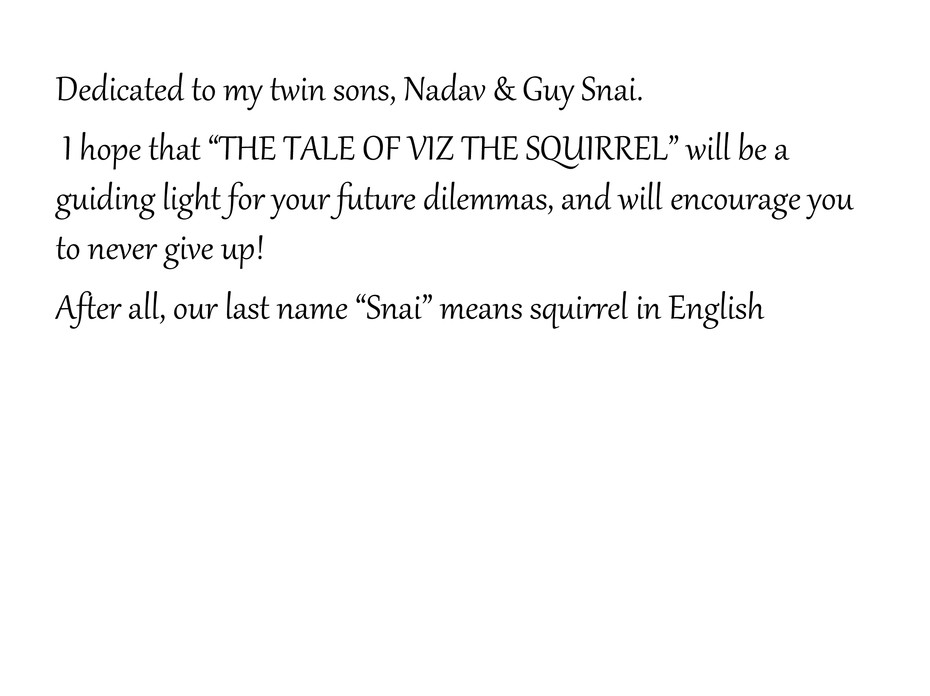 Dedicated to my twin sons, Nadav & Guy Snai.
I hope that “THE TALE OF VIZ THE SQUIRREL” will be a
guiding light for your future dilemmas, and will encourage you
to never give up!
After all, our last name “Snai” means squirrel in English